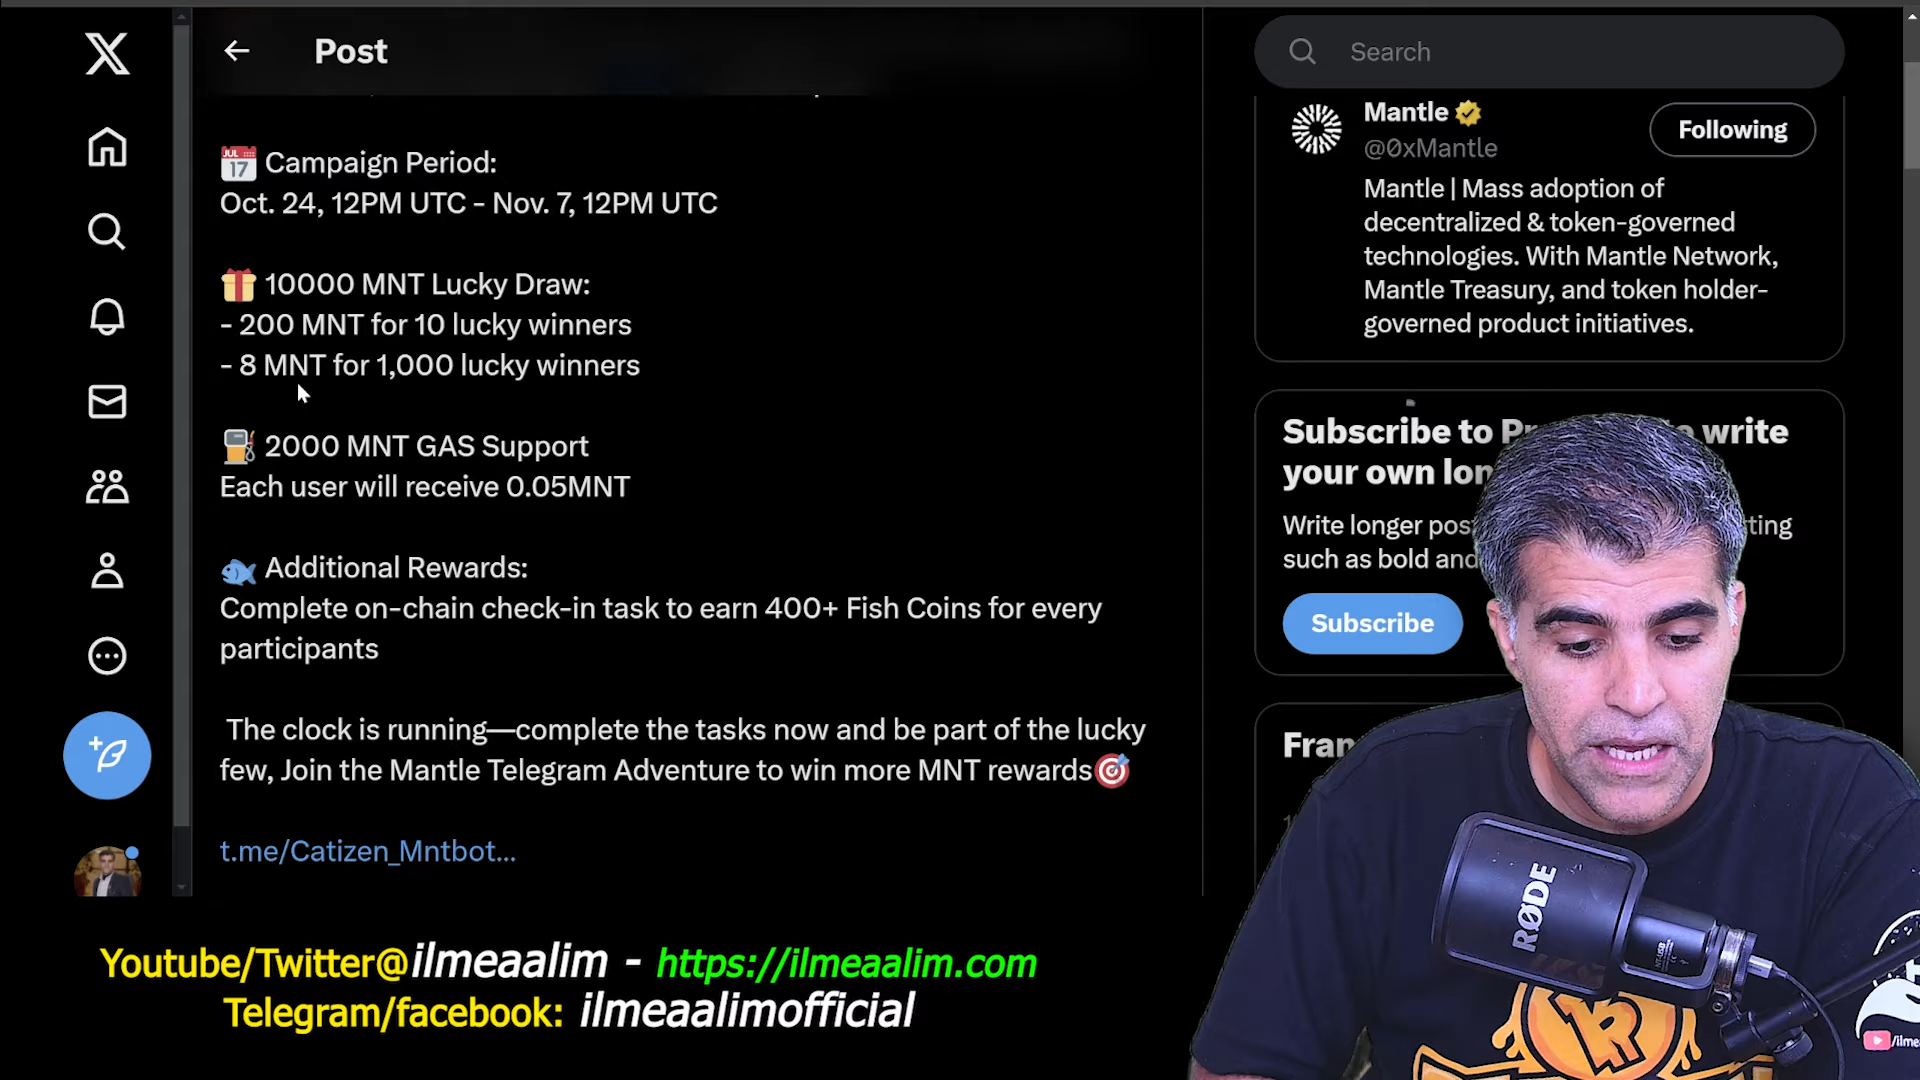 Post
Search
JUL
17
Campaign Period:
Oct. 24, 12PM UTC - Nov. 7, 12PM UTC
10000 MNT Lucky Draw:
- 200 MNT for 10 lucky winners
- 8 MNT for 1,000 lucky winners
2000 MNT GAS Support
Each user will receive 0.05MNT
Additional Rewards:
Complete on-chain check-in task to earn 400+ Fish Coins for every
participants
The clock is running—complete the tasks now and be part of the lucky
few, Join the Mantle Telegram Adventure to win more MNT rewards
t.me/Catizen_Mntbot...
Mantle
@0xMantle
Following
Mantle | Mass adoption of
decentralized & token-governed
technologies. With Mantle Network,
Mantle Treasury, and token holder-
governed product initiatives.
Subscribe to write
your own
Write longer
such as bold and
Subscribe
RØDE
Youtube/Twitter@ilmeaalim - https://ilmeaalim.com
Telegram/facebook: ilmeaalimofficial